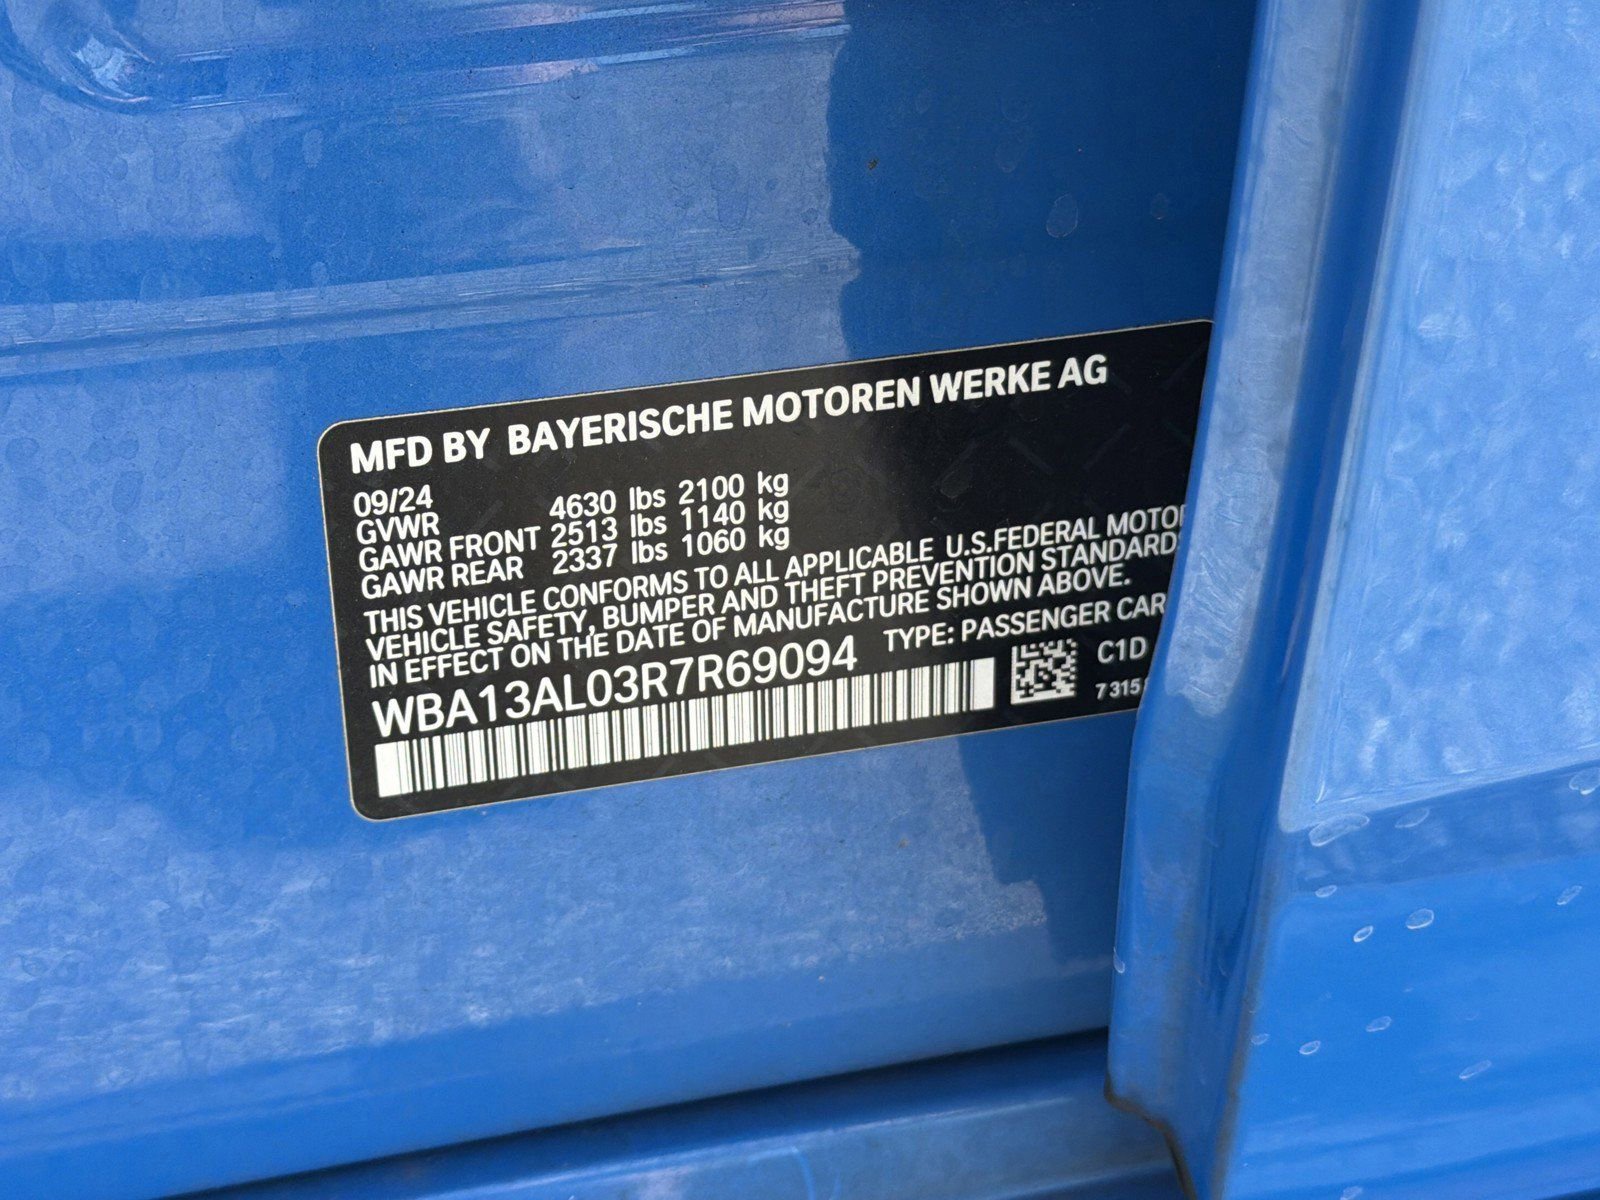 MFD BY BAYERISCHE MOTOREN WERKE AG
09/24
GVWR 4630 lbs 2100 kg
GAWR FRONT 2513 lbs 1140 kg
GAWR REAR 2337 lbs 1060 kg
THIS VEHICLE CONFORMS TO ALL APPLICABLE U.S.FEDERAL MOTOR
VEHICLE SAFETY, BUMPER AND THEFT PREVENTION STANDARDS
IN EFFECT ON THE DATE OF MANUFACTURE SHOWN ABOVE.
WBA13AL03R7R69094 TYPE: PASSENGER CAR
C1D
7315